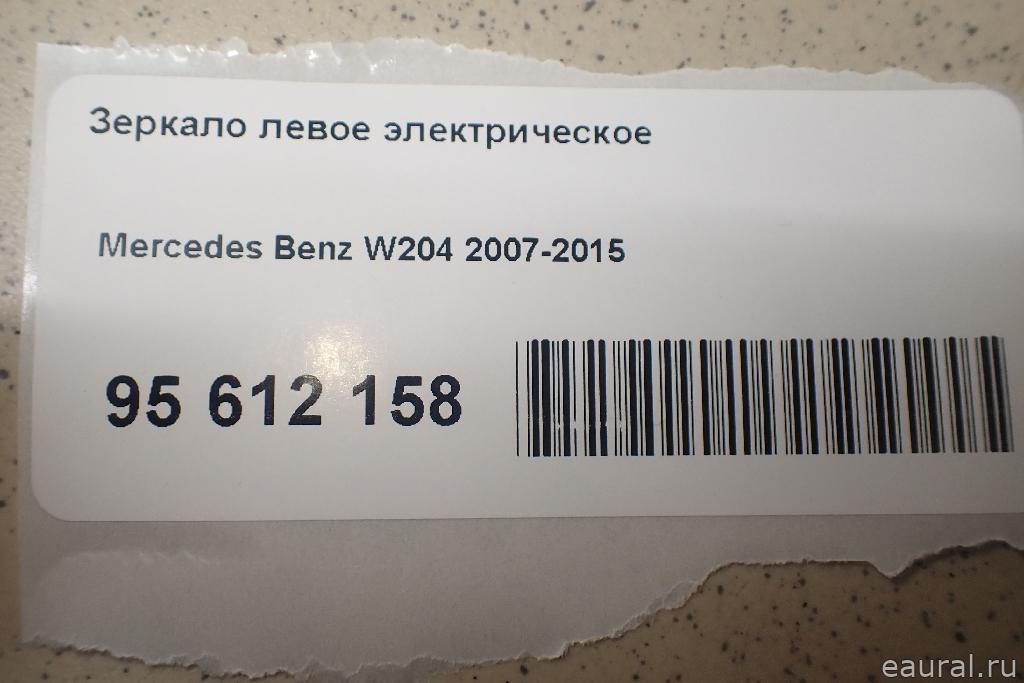 Зеркало левое электрическое
Mercedes Benz W204 2007-2015
95 612 158
eaural.ru